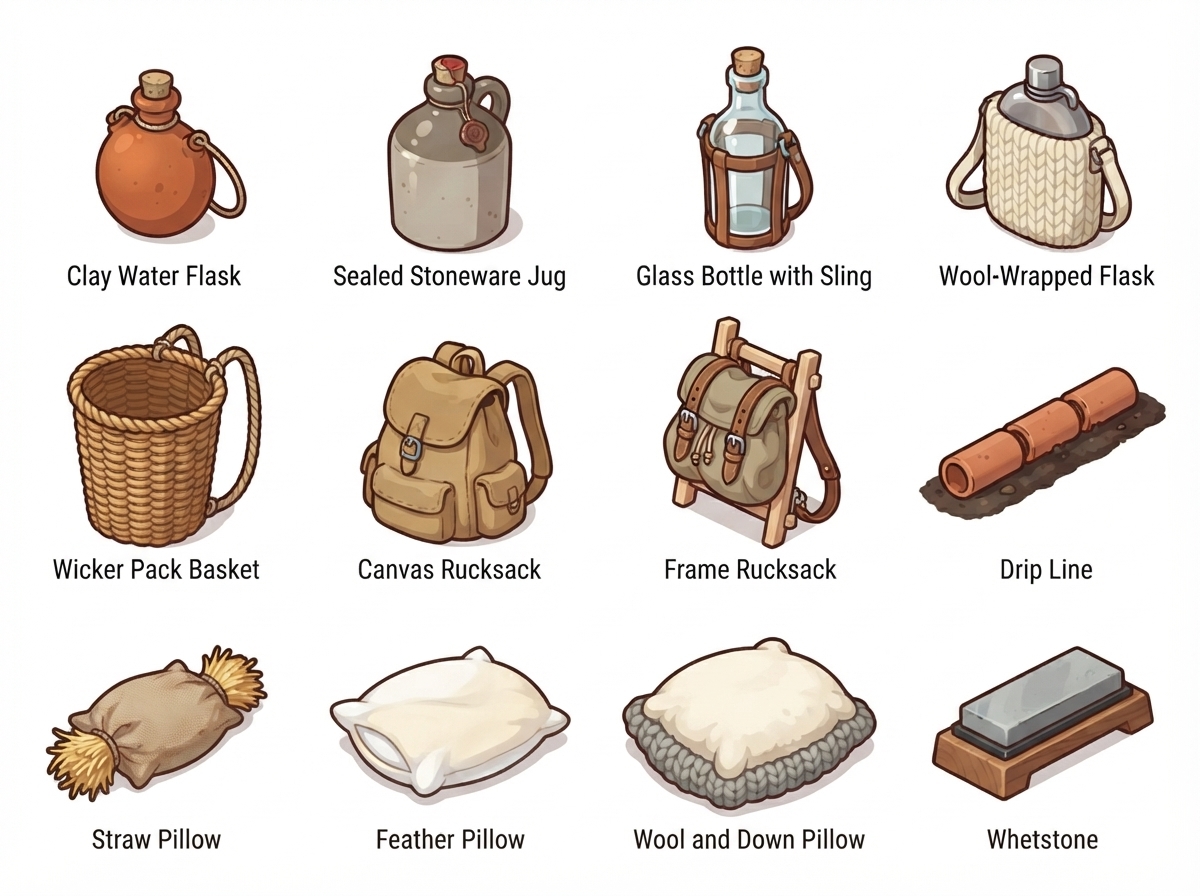 Clay Water Flask
Sealed Stoneware Jug
Glass Bottle with Sling
Wool-Wrapped Flask
Wicker Pack Basket
Canvas Rucksack
Frame Rucksack
Drip Line
Straw Pillow
Feather Pillow
Wool and Down Pillow
Whetstone